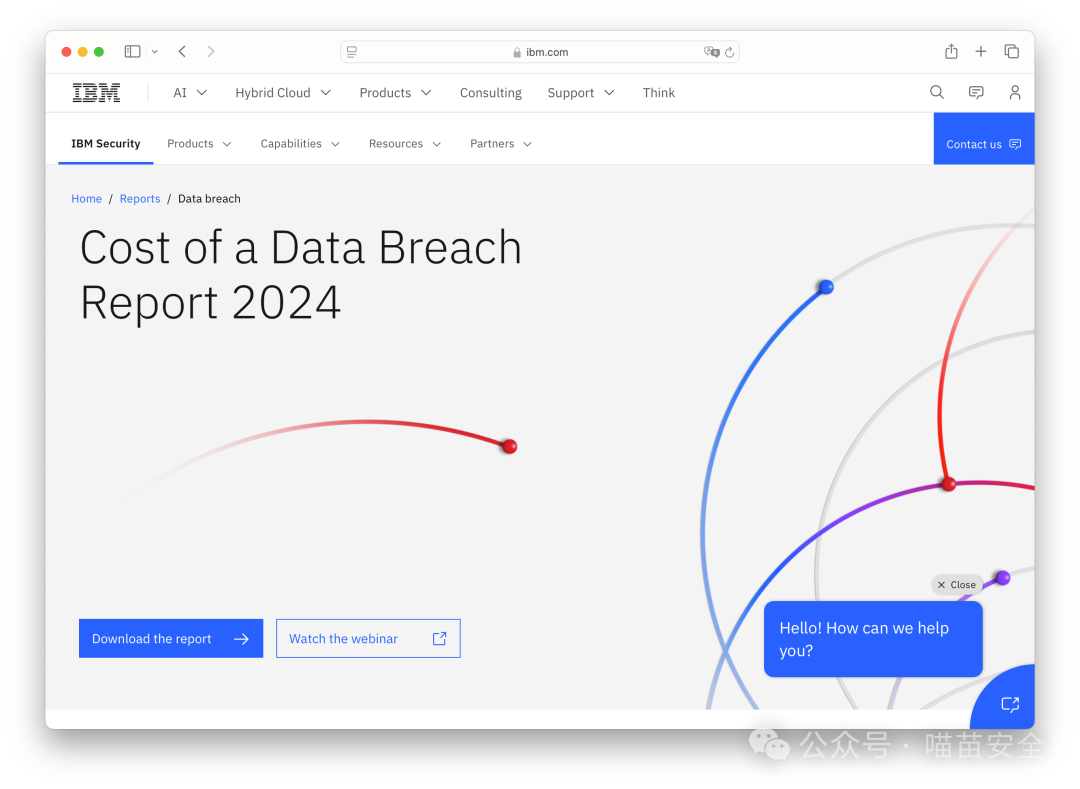 ibm.com
IBM
AI
Hybrid Cloud
Products
Consulting
Support
Think
IBM Security
Products
Capabilities
Resources
Partners
Contact us
Home / Reports / Data breach
Cost of a Data Breach
Report 2024
Close
Hello! How can we help
you?
Download the report
Watch the webinar
公众号 · 喵苗安全